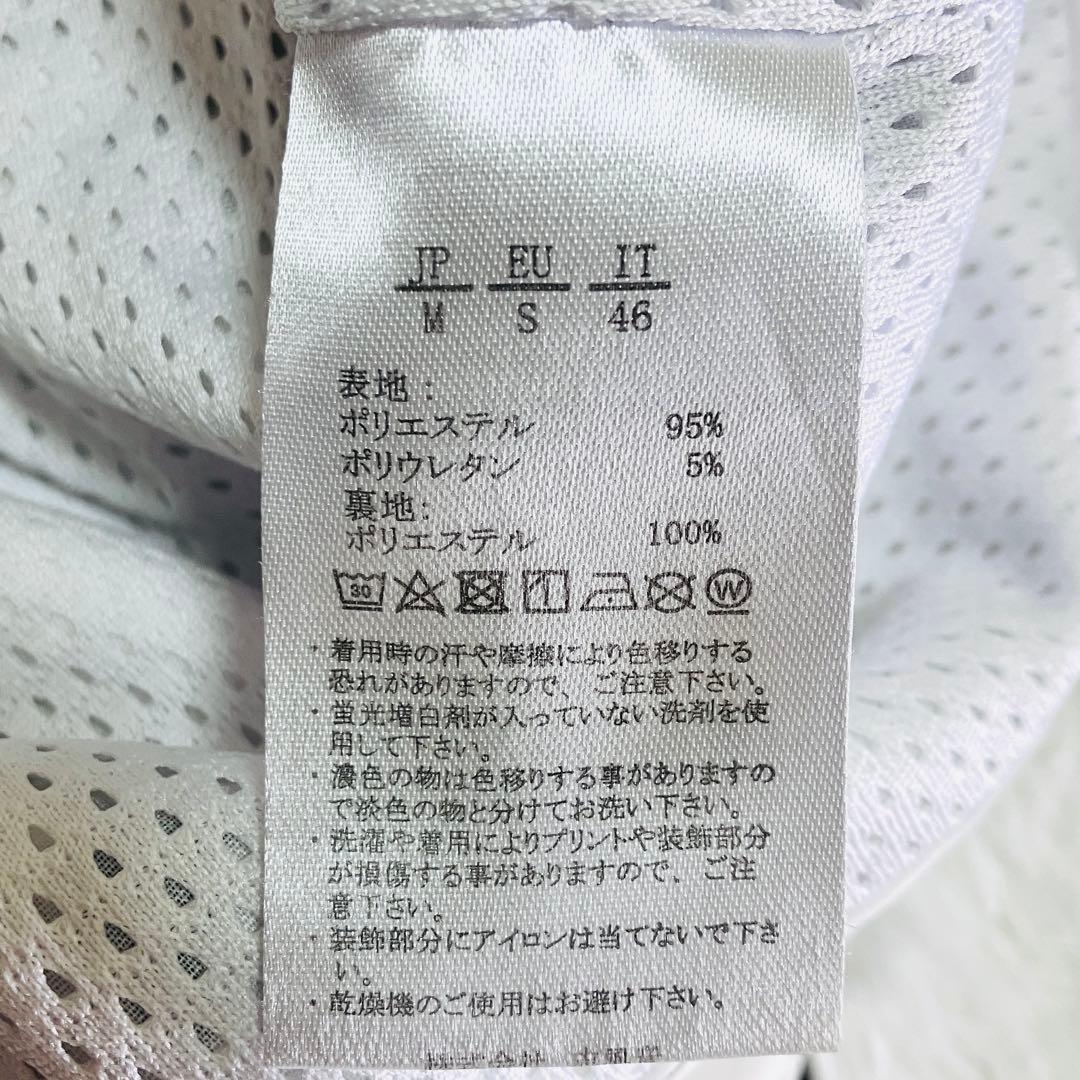 JP EU IT
M S 46
表地:
ポリエステル 95%
ポリウレタン 5%
裏地:
ポリエステル 100%
30 W
・着用時の汗や摩擦により色移りする
恐れがありますので、ご注意下さい。
・蛍光増白剤が入っていない洗剤を使
用して下さい。
・濃色の物は色移りする事がありますの
で淡色の物と分けてお洗い下さい。
・洗濯や着用によりプリントや装飾部分
が損傷する事がありますので、ご注
意下さい。
・装飾部分にアイロンは当てないで下さ
い。
・乾燥機のご使用はお避け下さい。
株式会社